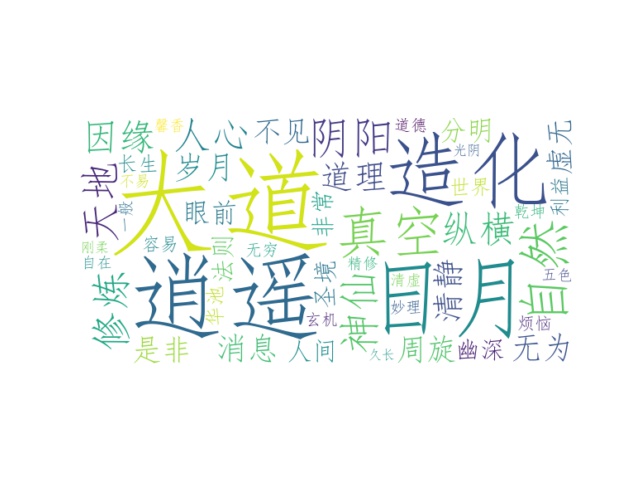 馨香
道德
因缘
人心
不见
阴阳
分明
光阴
长生
岁月
道理
造化
虚无
利益
天地
不易
一般
大道
眼前
非常
世界
真空
纵横
乾坤
自然
刚柔
自在
容易
法则
无穷
圣境
精修
清虚
清静
五色
修炼
逍遥
华池
神仙
日月
玄机
妙理
烦恼
是非
消息
人间
久长
周旋
幽深
无为